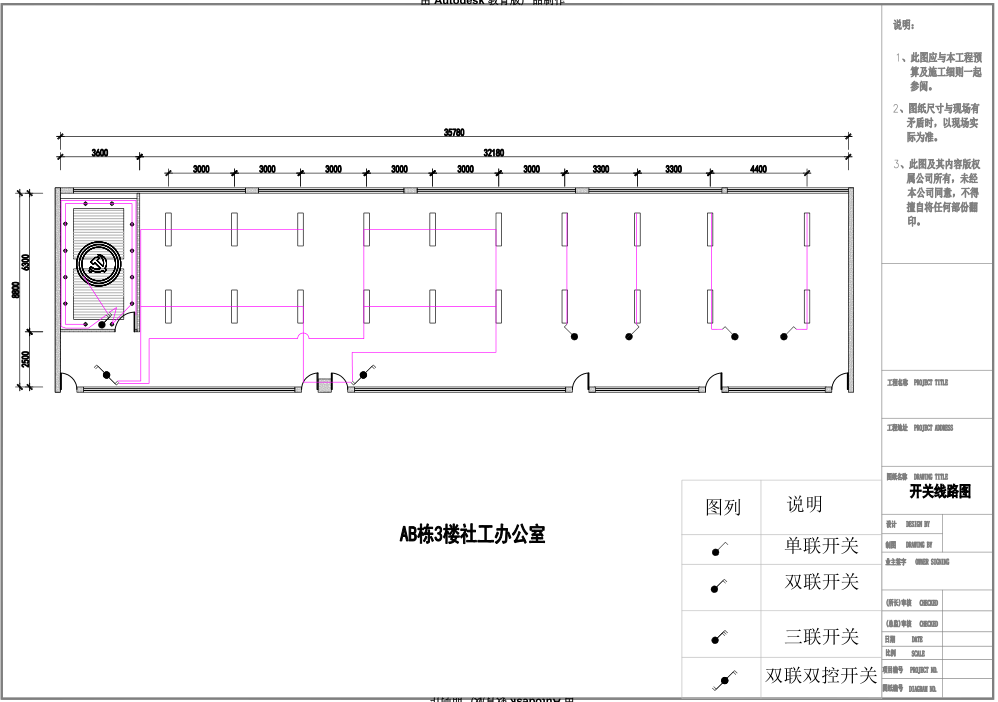 由 Autodesk 教育版产品制作
说明：
1、此图应与本工程预
算及施工细则一起
参阅。
2、图纸尺寸与现场有
矛盾时，以现场实
际为准。
3、此图及其内容版权
属公司所有，未经
本公司同意，不得
擅自将任何部份翻
印。
35780
3600
32180
3000
3000
3000
3000
3000
3000
3300
3300
4400
8800
6300
2500
AB栋3楼社工办公室
图列 说明
单联开关
双联开关
三联开关
双联双控开关
工程名称 PROJECT TITLE
工程地址 PROJECT ADDRESS
图纸名称 DRAWING TITLE
开关线路图
设计 DESIGN BY
制图 DRAWING BY
业主签字 OWNER SIGNING
(所长)审核 CHECKED
(总监)审核 CHECKED
日期 DATE
比例 SCALE
项目编号 PROJECT NO.
图纸编号 DIAGRAM NO.
由 Autodesk 教育版产品制作